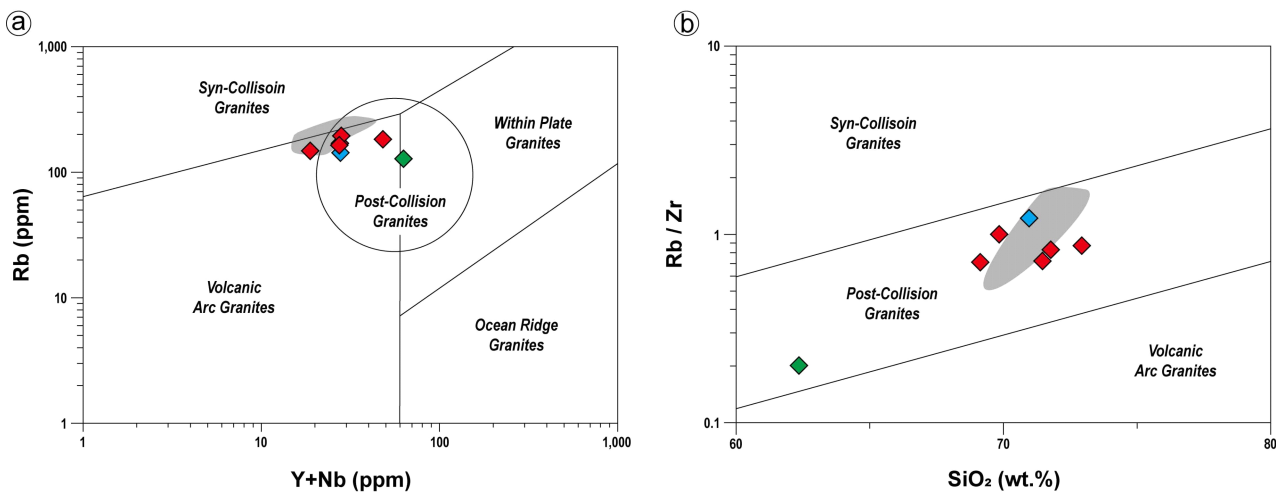 a
1,000
100
10
1
Rb (ppm)
Syn-Collisoin
Granites
Within Plate
Granites
Post-Collision
Granites
Volcanic
Arc Granites
Ocean Ridge
Granites
1
10
100
1,000
Y+Nb (ppm)
b
10
1
0.1
Rb / Zr
Syn-Collisoin
Granites
Post-Collision
Granites
Volcanic
Arc Granites
60
70
80
SiO₂ (wt.%)